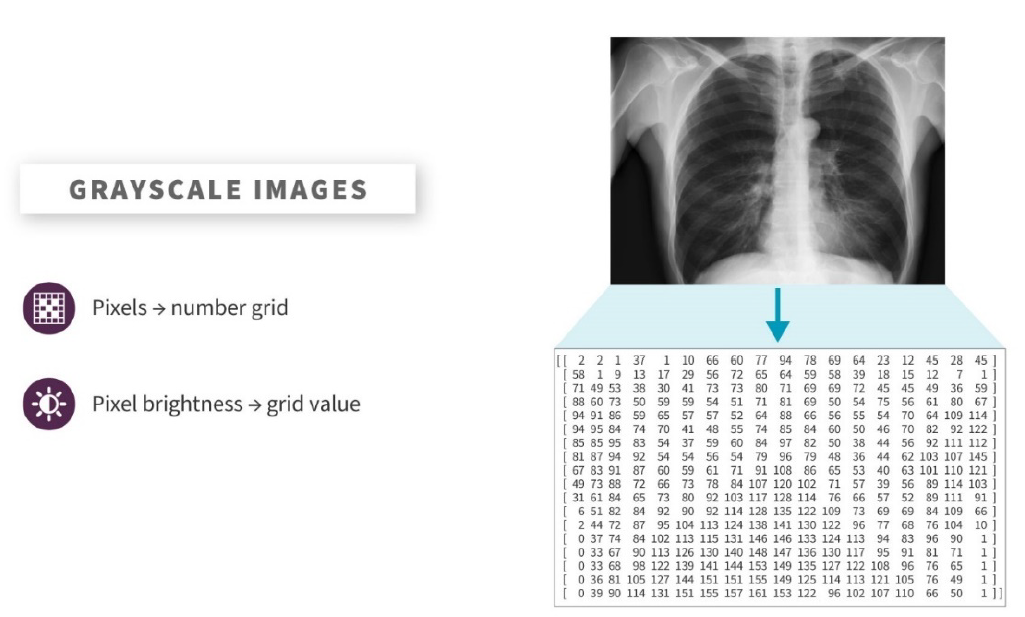 GRAYSCALE IMAGES
Pixels → number grid
Pixel brightness → grid value
[[ 2 2 1 37 1 10 66 60 77 94 78 69 64 23 12 45 28 45 ]
[ 58 1 9 13 17 29 56 72 65 64 59 58 39 18 15 12 7 1 ]
[ 71 49 53 38 30 41 73 73 80 71 69 69 72 45 45 49 36 59 ]
[ 88 60 73 50 59 59 54 51 71 81 69 50 54 75 56 61 80 67 ]
[ 94 91 86 59 65 57 57 52 64 88 66 56 55 54 70 64 109 114 ]
[ 94 95 84 74 70 41 48 55 74 85 84 60 50 46 70 82 92 122 ]
[ 85 85 95 83 54 37 59 60 84 97 82 50 38 44 56 92 111 112 ]
[ 81 87 94 92 54 54 56 54 79 96 79 48 36 44 62 103 107 145 ]
[ 67 83 91 87 60 59 61 71 91 108 86 65 53 40 63 101 110 121 ]
[ 49 73 88 72 66 73 78 84 107 120 102 71 57 39 56 89 114 103 ]
[ 31 61 84 65 73 80 92 103 117 128 114 76 66 57 52 89 111 91 ]
[ 6 51 82 84 92 90 92 114 128 135 122 109 73 69 69 84 109 66 ]
[ 2 44 72 87 95 104 113 124 138 141 130 122 96 77 68 76 104 10 ]
[ 0 37 74 84 102 113 115 131 146 146 133 124 113 94 83 96 90 1 ]
[ 0 33 67 90 113 126 130 140 148 147 136 130 117 95 91 81 71 1 ]
[ 0 33 68 98 122 139 141 144 153 149 135 127 122 108 96 76 65 1 ]
[ 0 36 81 105 127 144 151 151 155 149 125 114 113 121 105 76 49 1 ]
[ 0 39 90 114 131 151 155 157 161 153 122 96 102 107 110 66 50 1 ]]